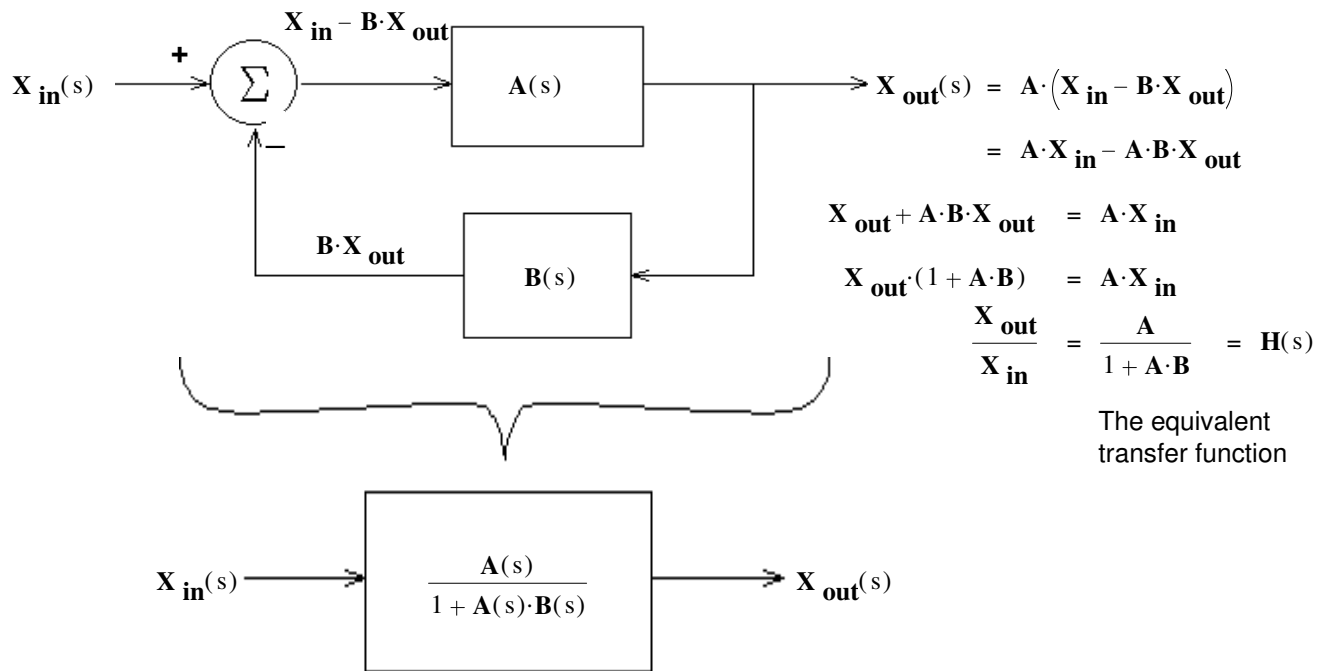 X in − B·X out
+
X in(s)
Σ
A(s)
X out(s) = A·(X in − B·X out)
−
= A·X in − A·B·X out
X out + A·B·X out = A·X in
B·X out
B(s)
X out·(1 + A·B) = A·X in
X out / X in = A / 1 + A·B = H(s)
The equivalent
transfer function
X in(s)
A(s)
1 + A(s)·B(s)
X out(s)